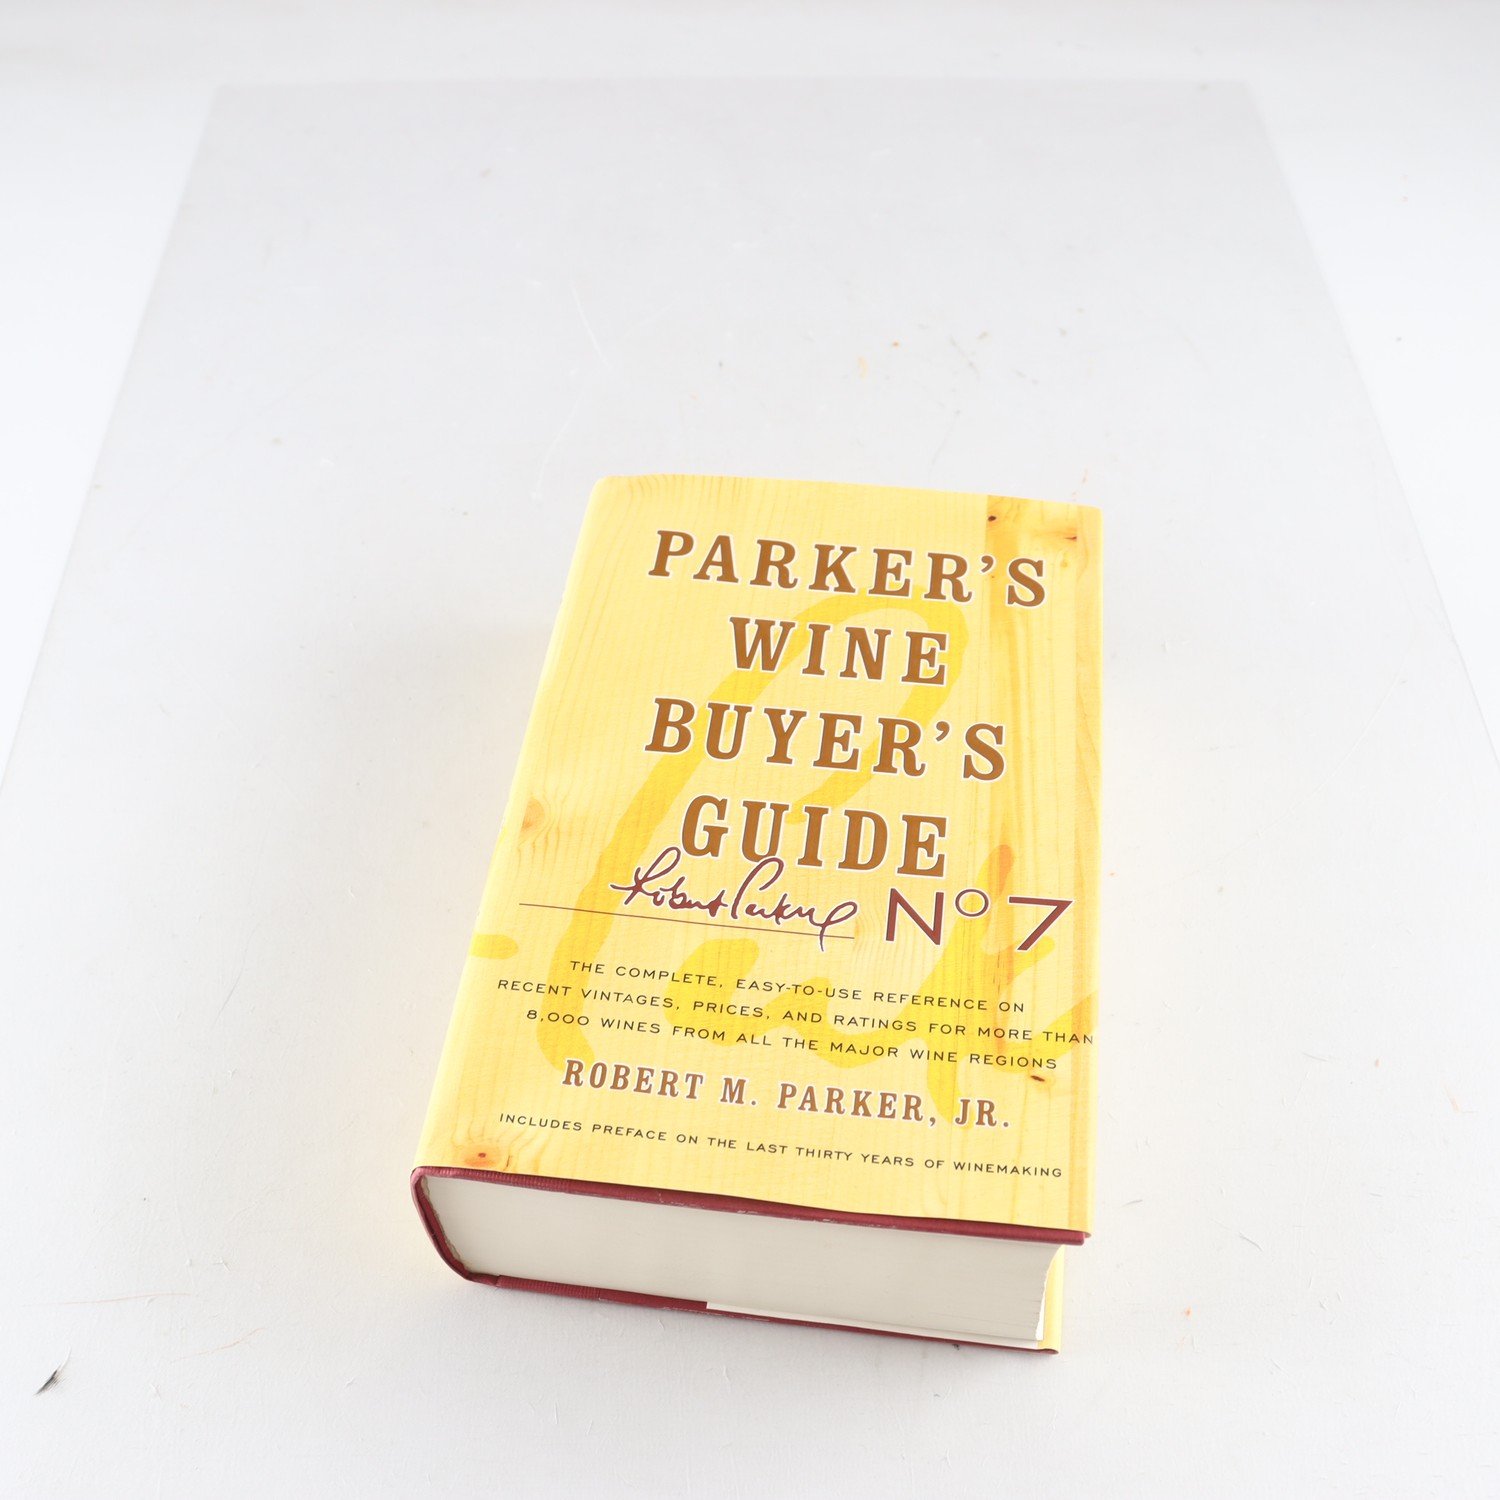 PARKER'S
WINE
BUYER'S
GUIDE
Robert Parker Nº 7
THE COMPLETE, EASY-TO-USE REFERENCE ON
RECENT VINTAGES, PRICES, AND RATINGS FOR MORE THAN
8,000 WINES FROM ALL THE MAJOR WINE REGIONS
ROBERT M. PARKER, JR.
INCLUDES PREFACE ON THE LAST THIRTY YEARS OF WINEMAKING